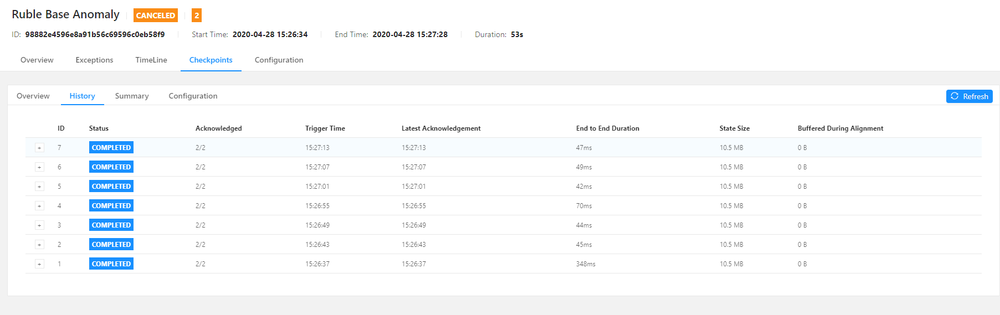 Ruble Base Anomaly CANCELED 2
ID: 98882e4596e8a91b56c69596c0eb58f9 Start Time: 2020-04-28 15:26:34 End Time: 2020-04-28 15:27:28 Duration: 53s
Overview Exceptions TimeLine Checkpoints Configuration
Overview History Summary Configuration Refresh
ID Status Acknowledged Trigger Time Latest Acknowledgement End to End Duration State Size Buffered During Alignment
+ 7 COMPLETED 2/2 15:27:13 15:27:13 47ms 10.5 MB 0 B
+ 6 COMPLETED 2/2 15:27:07 15:27:07 49ms 10.5 MB 0 B
+ 5 COMPLETED 2/2 15:27:01 15:27:01 42ms 10.5 MB 0 B
+ 4 COMPLETED 2/2 15:26:55 15:26:55 70ms 10.5 MB 0 B
+ 3 COMPLETED 2/2 15:26:49 15:26:49 44ms 10.5 MB 0 B
+ 2 COMPLETED 2/2 15:26:43 15:26:43 45ms 10.5 MB 0 B
+ 1 COMPLETED 2/2 15:26:37 15:26:37 348ms 10.5 MB 0 B